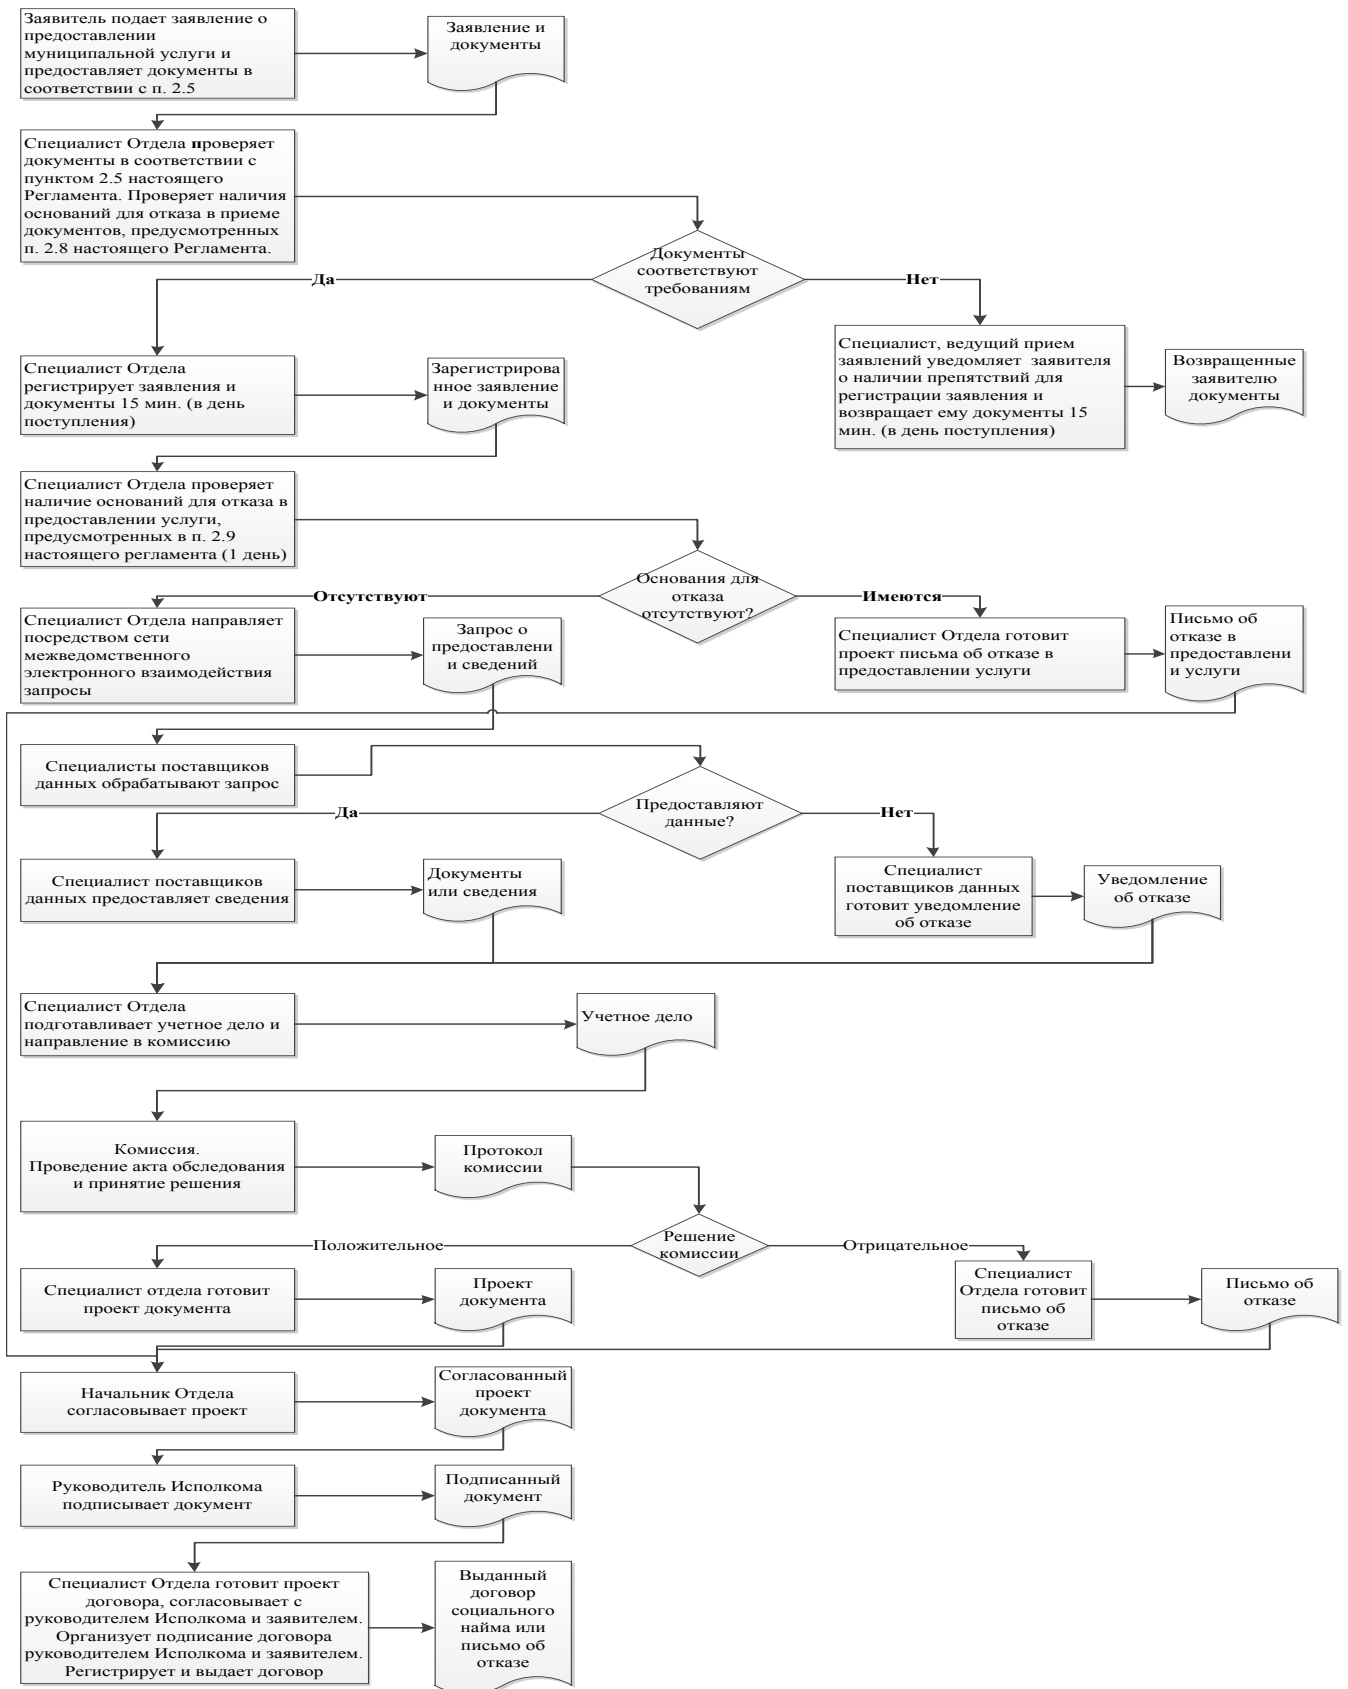 Заявитель подает заявление о
предоставлении
муниципальной услуги и
предоставляет документы в
соответствии с п. 2.5
Заявление и
документы
Специалист Отдела проверяет
документы в соответствии с
пунктом 2.5 настоящего
Регламента. Проверяет наличия
оснований для отказа в приеме
документов, предусмотренных
п. 2.8 настоящего Регламента.
Документы
соответствуют
требованиям
Да
Нет
Специалист Отдела
регистрирует заявления и
документы 15 мин. (в день
поступления)
Зарегистрирова
нное заявление
и документы
Специалист, ведущий прием
заявлений уведомляет заявителя
о наличии препятствий для
регистрации заявления и
возвращает ему документы 15
мин. (в день поступления)
Возвращенные
заявителю
документы
Специалист Отдела проверяет
наличие оснований для отказа в
предоставлении услуги,
предусмотренных в п. 2.9
настоящего регламента (1 день)
Основания для
отказа
отсутствуют?
Отсутствуют
Имеются
Специалист Отдела направляет
посредством сети
межведомственного
электронного взаимодействия
запросы
Запрос о
предоставлени
и сведений
Специалист Отдела готовит
проект письма об отказе в
предоставлении услуги
Письмо об
отказе в
предоставлени
и услуги
Специалисты поставщиков
данных обрабатывают запрос
Предоставляют
данные?
Да
Нет
Специалист поставщиков
данных предоставляет сведения
Документы
или сведения
Специалист
поставщиков данных
готовит уведомление
об отказе
Уведомление
об отказе
Специалист Отдела
подготавливает учетное дело и
направление в комиссию
Учетное дело
Комиссия.
Проведение акта обследования
и принятие решения
Протокол
комиссии
Решение
комиссии
Положительное
Отрицательное
Специалист отдела готовит
проект документа
Проект
документа
Специалист
Отдела готовит
письмо об
отказе
Письмо об
отказе
Начальник Отдела
согласовывает проект
Согласованный
проект
документа
Руководитель Исполкома
подписывает документ
Подписанный
документ
Специалист Отдела готовит проект
договора, согласовывает с
руководителем Исполкома и заявителем.
Организует подписание договора
руководителем Исполкома и заявителем.
Регистрирует и выдает договор
Выданный
договор
социального
найма или
письмо об
отказе